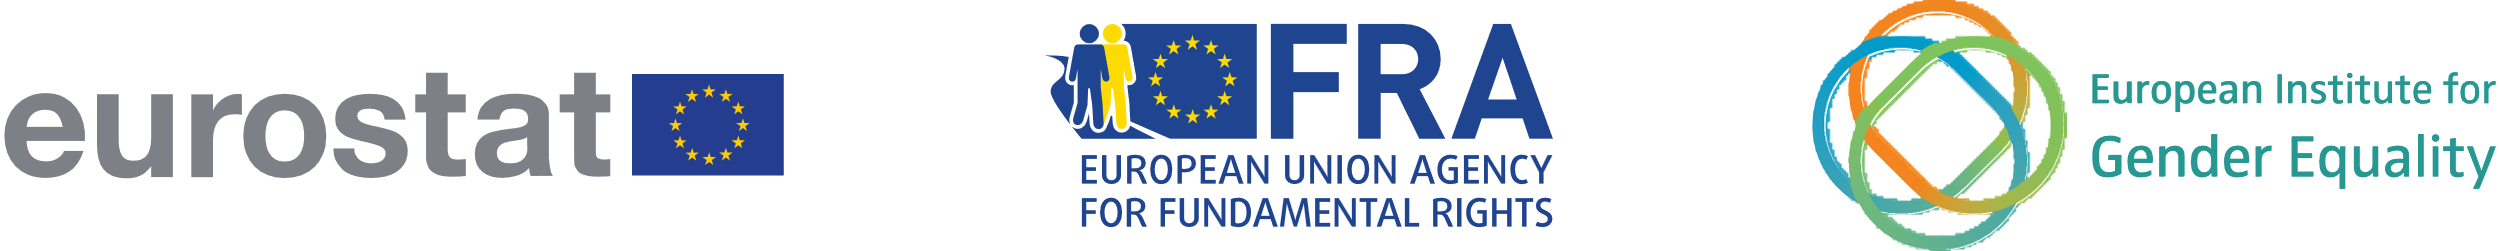 eurostat
FRA
EUROPEAN UNION AGENCY
FOR FUNDAMENTAL RIGHTS
European Institute for
Gender Equality